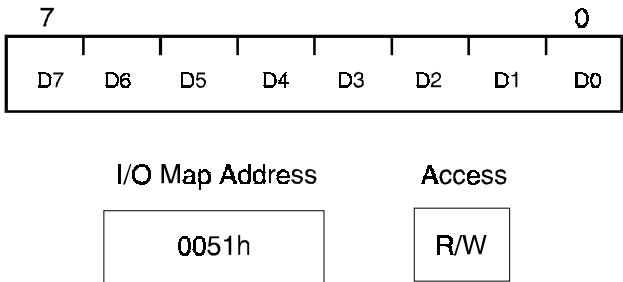 7 0
D7 D6 D5 D4 D3 D2 D1 D0
I/O Map Address Access
0051h R/W